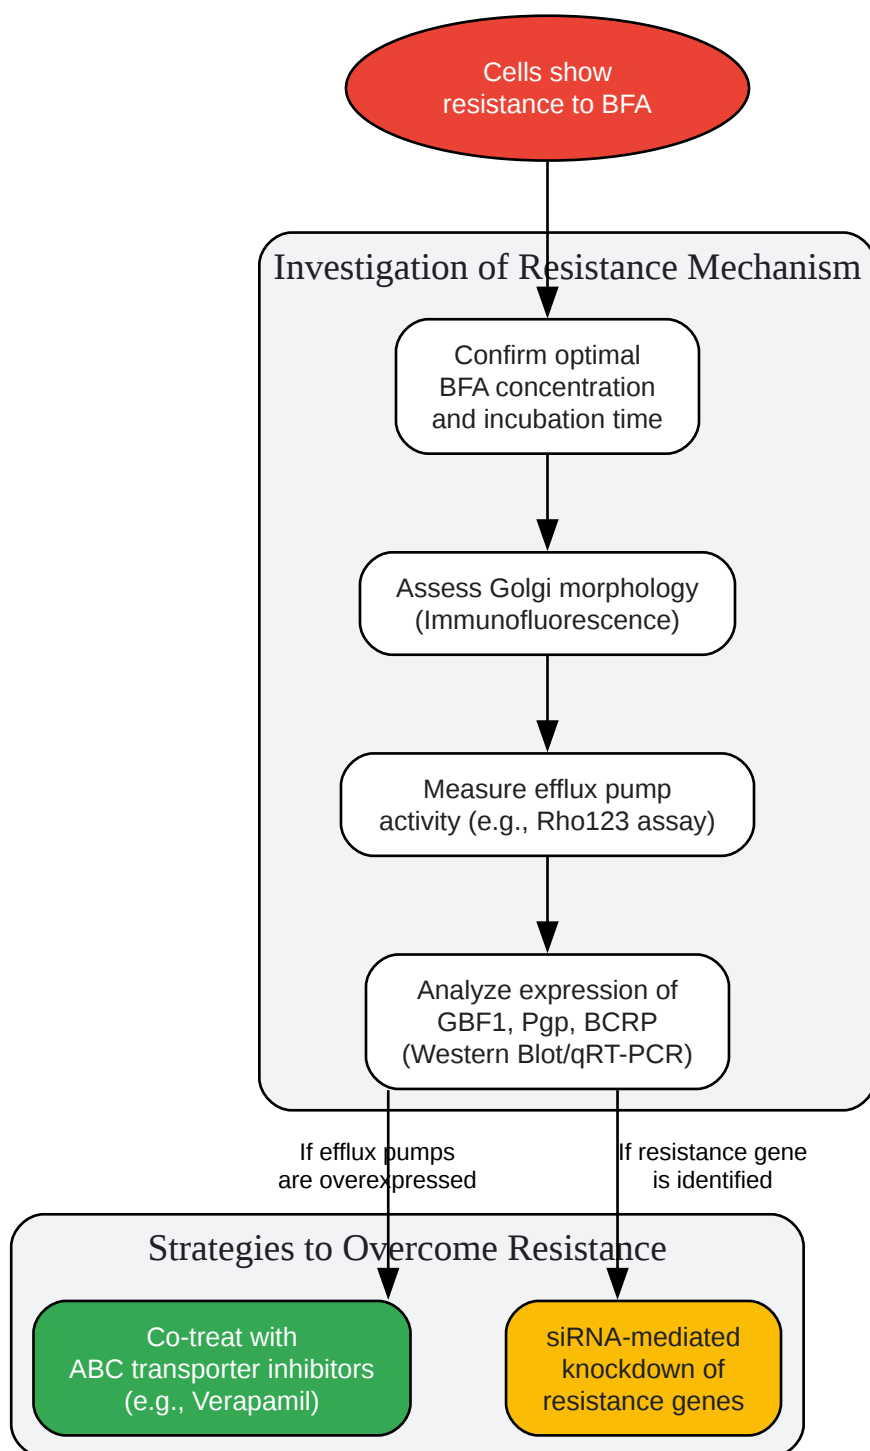 Cells show
resistance to BFA
Investigation of Resistance Mechanism
Confirm optimal
BFA concentration
and incubation time
Assess Golgi morphology
(Immunofluorescence)
Measure efflux pump
activity (e.g., Rho123 assay)
Analyze expression of
GBF1, Pgp, BCRP
(Western Blot/qRT-PCR)
If efflux pumps
are overexpressed
If resistance gene
is identified
Strategies to Overcome Resistance
Co-treat with
ABC transporter inhibitors
(e.g., Verapamil)
siRNA-mediated
knockdown of
resistance genes